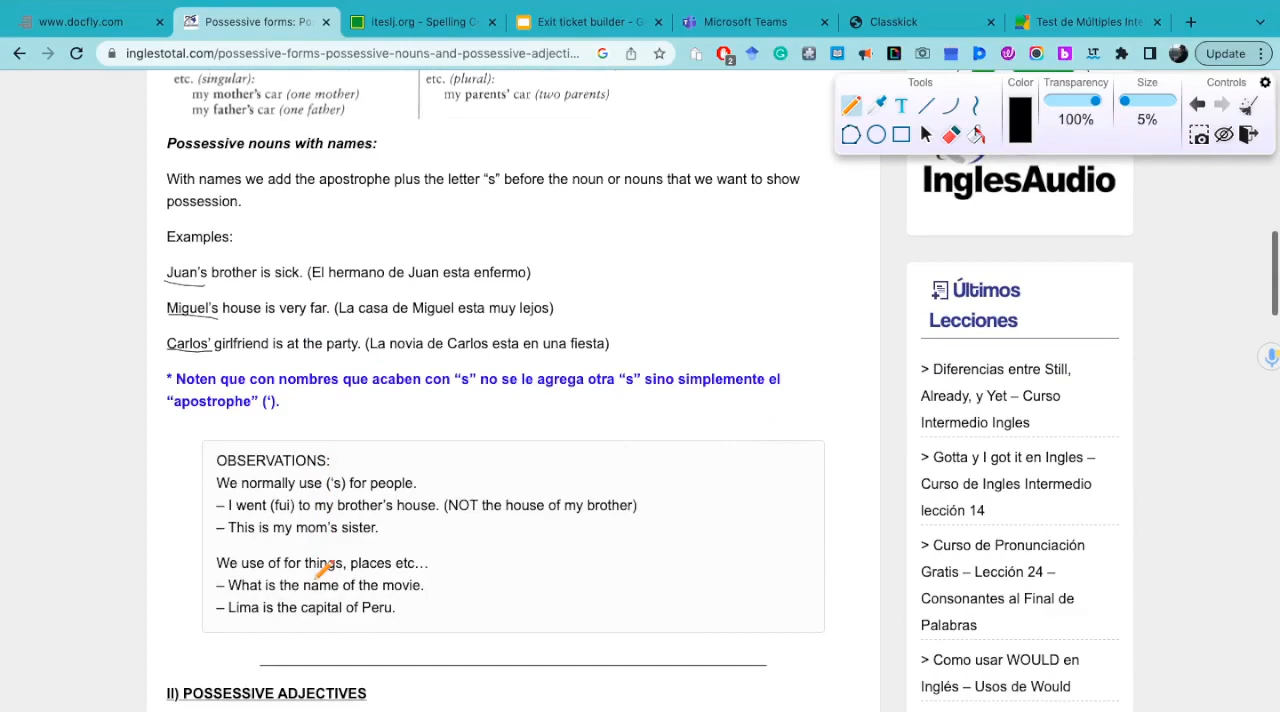 www.docfly.com
Possessive forms: Po
iteslj.org - Spelling C
Exit ticket builder - G
Microsoft Teams
Classkick
Test de Múltiples Inte
inglestotal.com/possessive-forms-possessive-nouns-and-possessive-adjecti...
2
Update
Tools
Color
Transparency
Size
Controls
100%
5%
etc. (singular):
my mother's car (one mother)
my father's car (one father)
etc. (plural):
my parents' car (two parents)
Possessive nouns with names:
With names we add the apostrophe plus the letter “s” before the noun or nouns that we want to show
possession.
Examples:
Juan’s brother is sick. (El hermano de Juan esta enfermo)
Miguel’s house is very far. (La casa de Miguel esta muy lejos)
Carlos’ girlfriend is at the party. (La novia de Carlos esta en una fiesta)
* Noten que con nombres que acaben con “s” no se le agrega otra “s” sino simplemente el
“apostrophe” (‘).
OBSERVATIONS:
We normally use (‘s) for people.
– I went (fui) to my brother’s house. (NOT the house of my brother)
– This is my mom’s sister.
We use of for things, places etc…
– What is the name of the movie.
– Lima is the capital of Peru.
II) POSSESSIVE ADJECTIVES
InglesAudio
Últimos
Lecciones
> Diferencias entre Still,
Already, y Yet – Curso
Intermedio Ingles
> Gotta y I got it en Ingles –
Curso de Ingles Intermedio
lección 14
> Curso de Pronunciación
Gratis – Lección 24 –
Consonantes al Final de
Palabras
> Como usar WOULD en
Inglés – Usos de Would